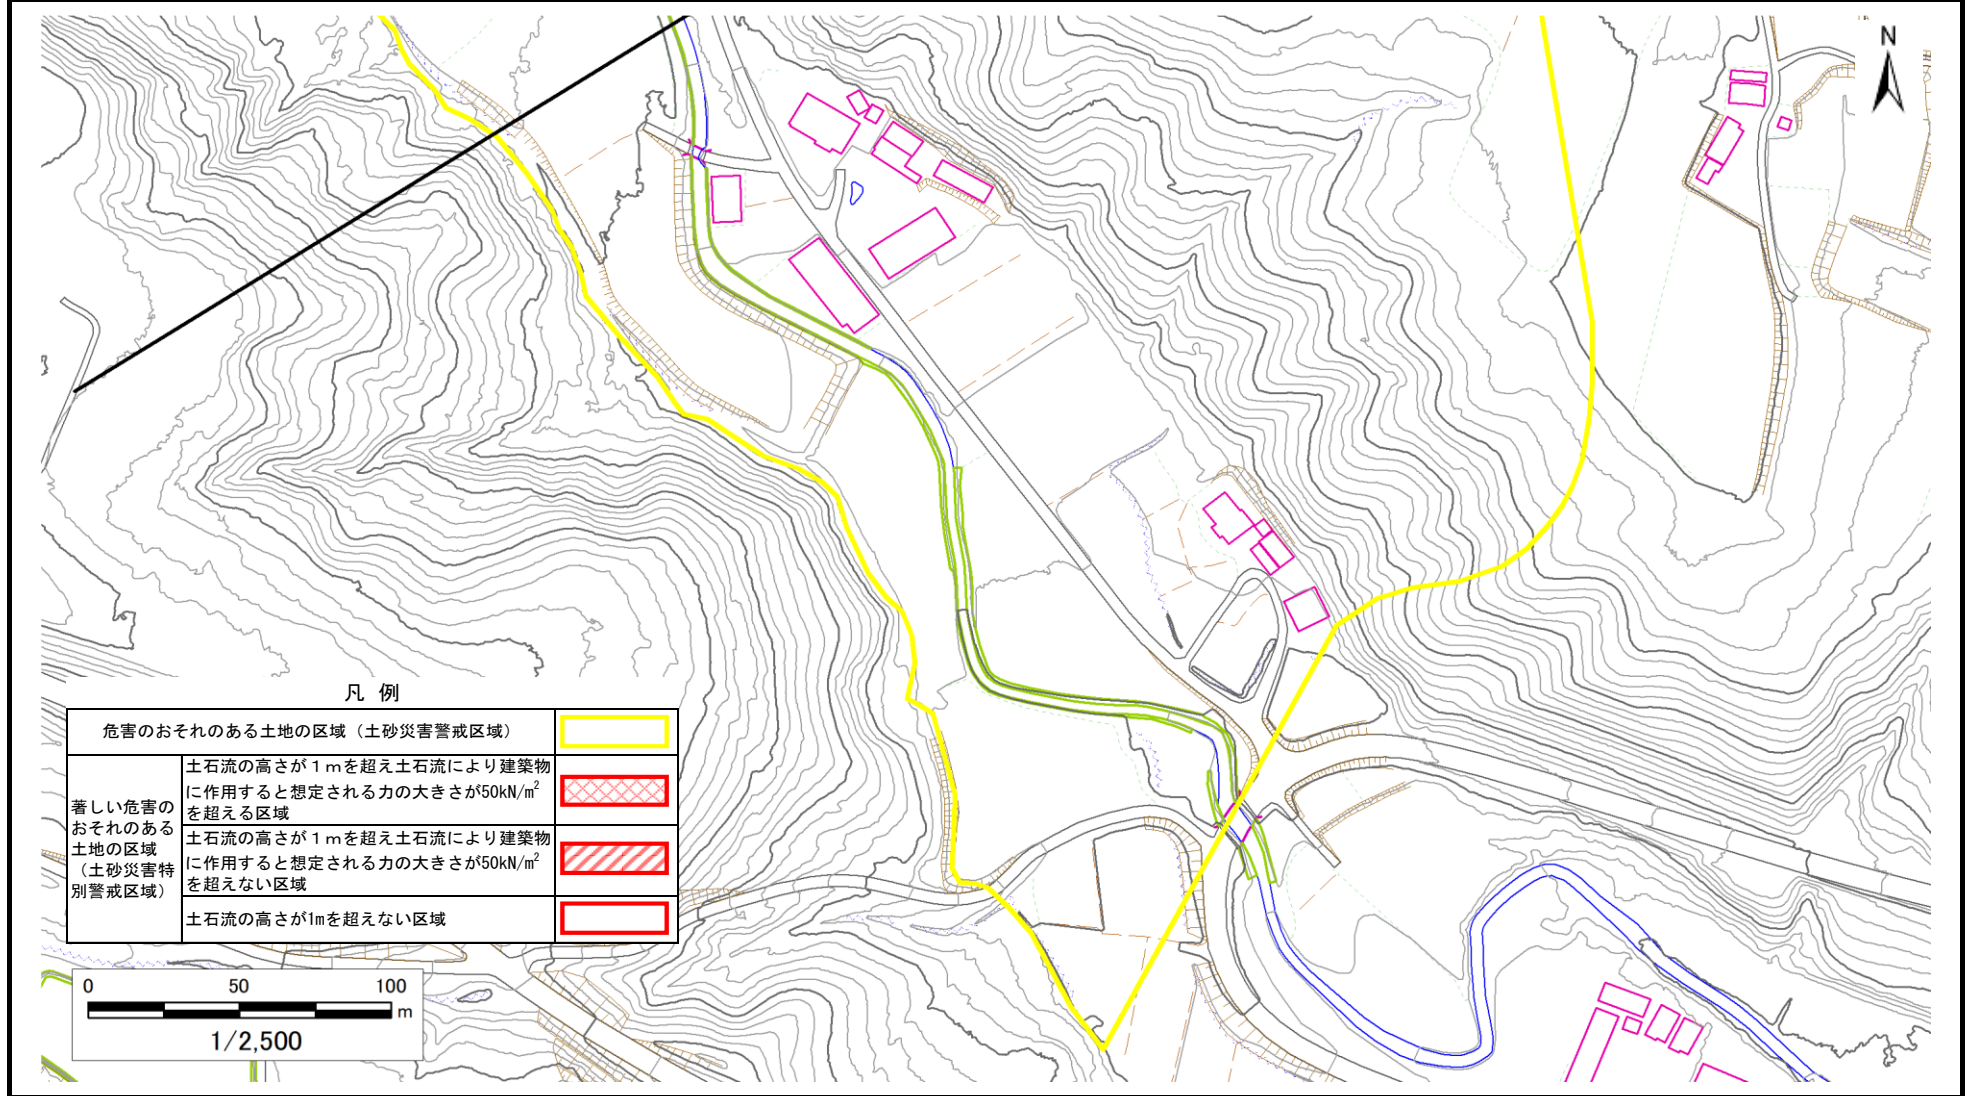 N
凡 例
危害のおそれのある土地の区域（土砂災害警戒区域）
著しい危害の
おそれのある
土地の区域
（土砂災害特
別警戒区域）
土石流の高さが１ｍを超え土石流により建築物
に作用すると想定される力の大きさが50kN/m²
を超える区域
土石流の高さが１ｍを超え土石流により建築物
に作用すると想定される力の大きさが50kN/m²
を超えない区域
土石流の高さが1mを超えない区域
0 50 100
m
1/2,500